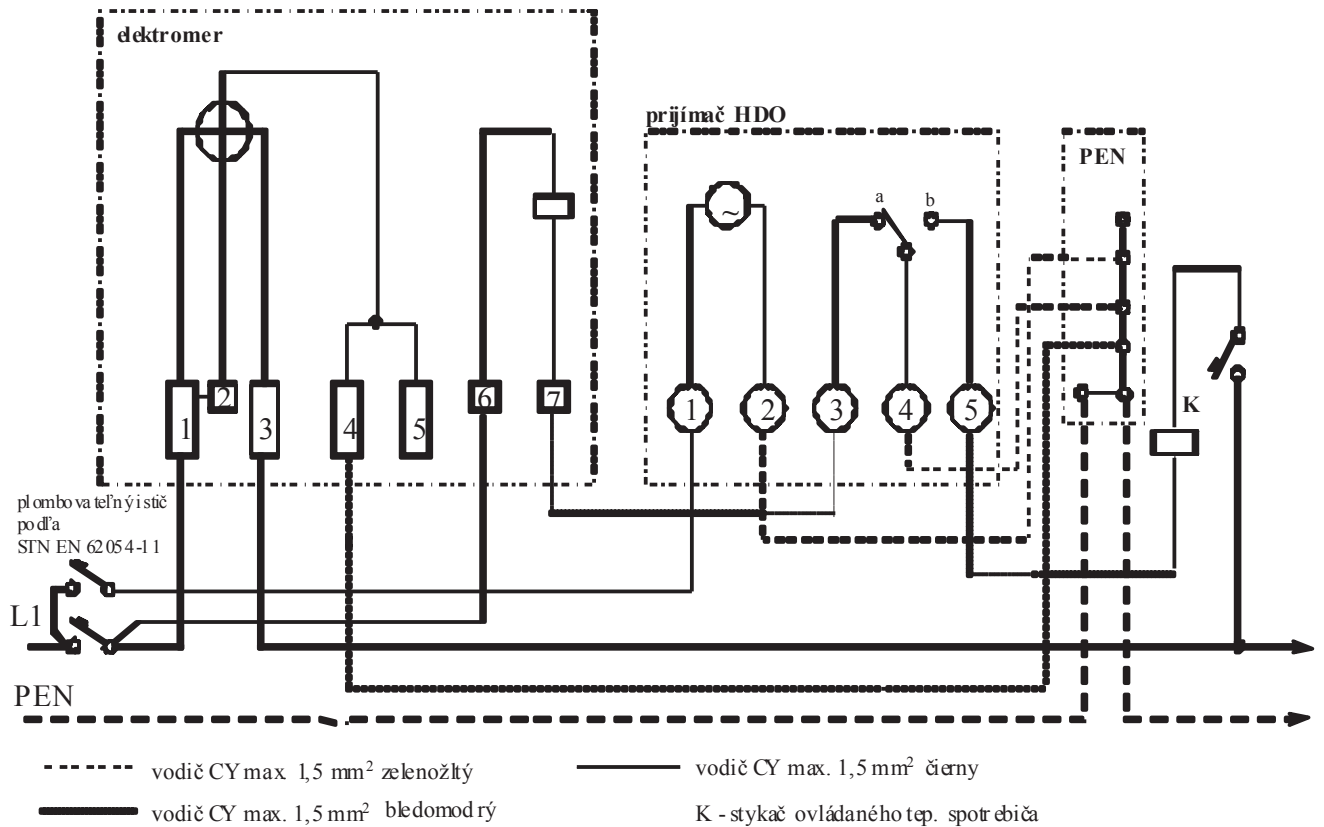 elektromer
prijímač HDO
PEN
a b
~
2
1 3 4 5 6 7
1 2 3 4 5
K
plombovateľný istič
podľa
STN EN 62054-11
L1
PEN
vodič CY max. 1,5 mm² zelenožltý
vodič CY max. 1,5 mm² čierny
vodič CY max. 1,5 mm² bledomodrý
K - stykač ovládaného tep. spotrebiča